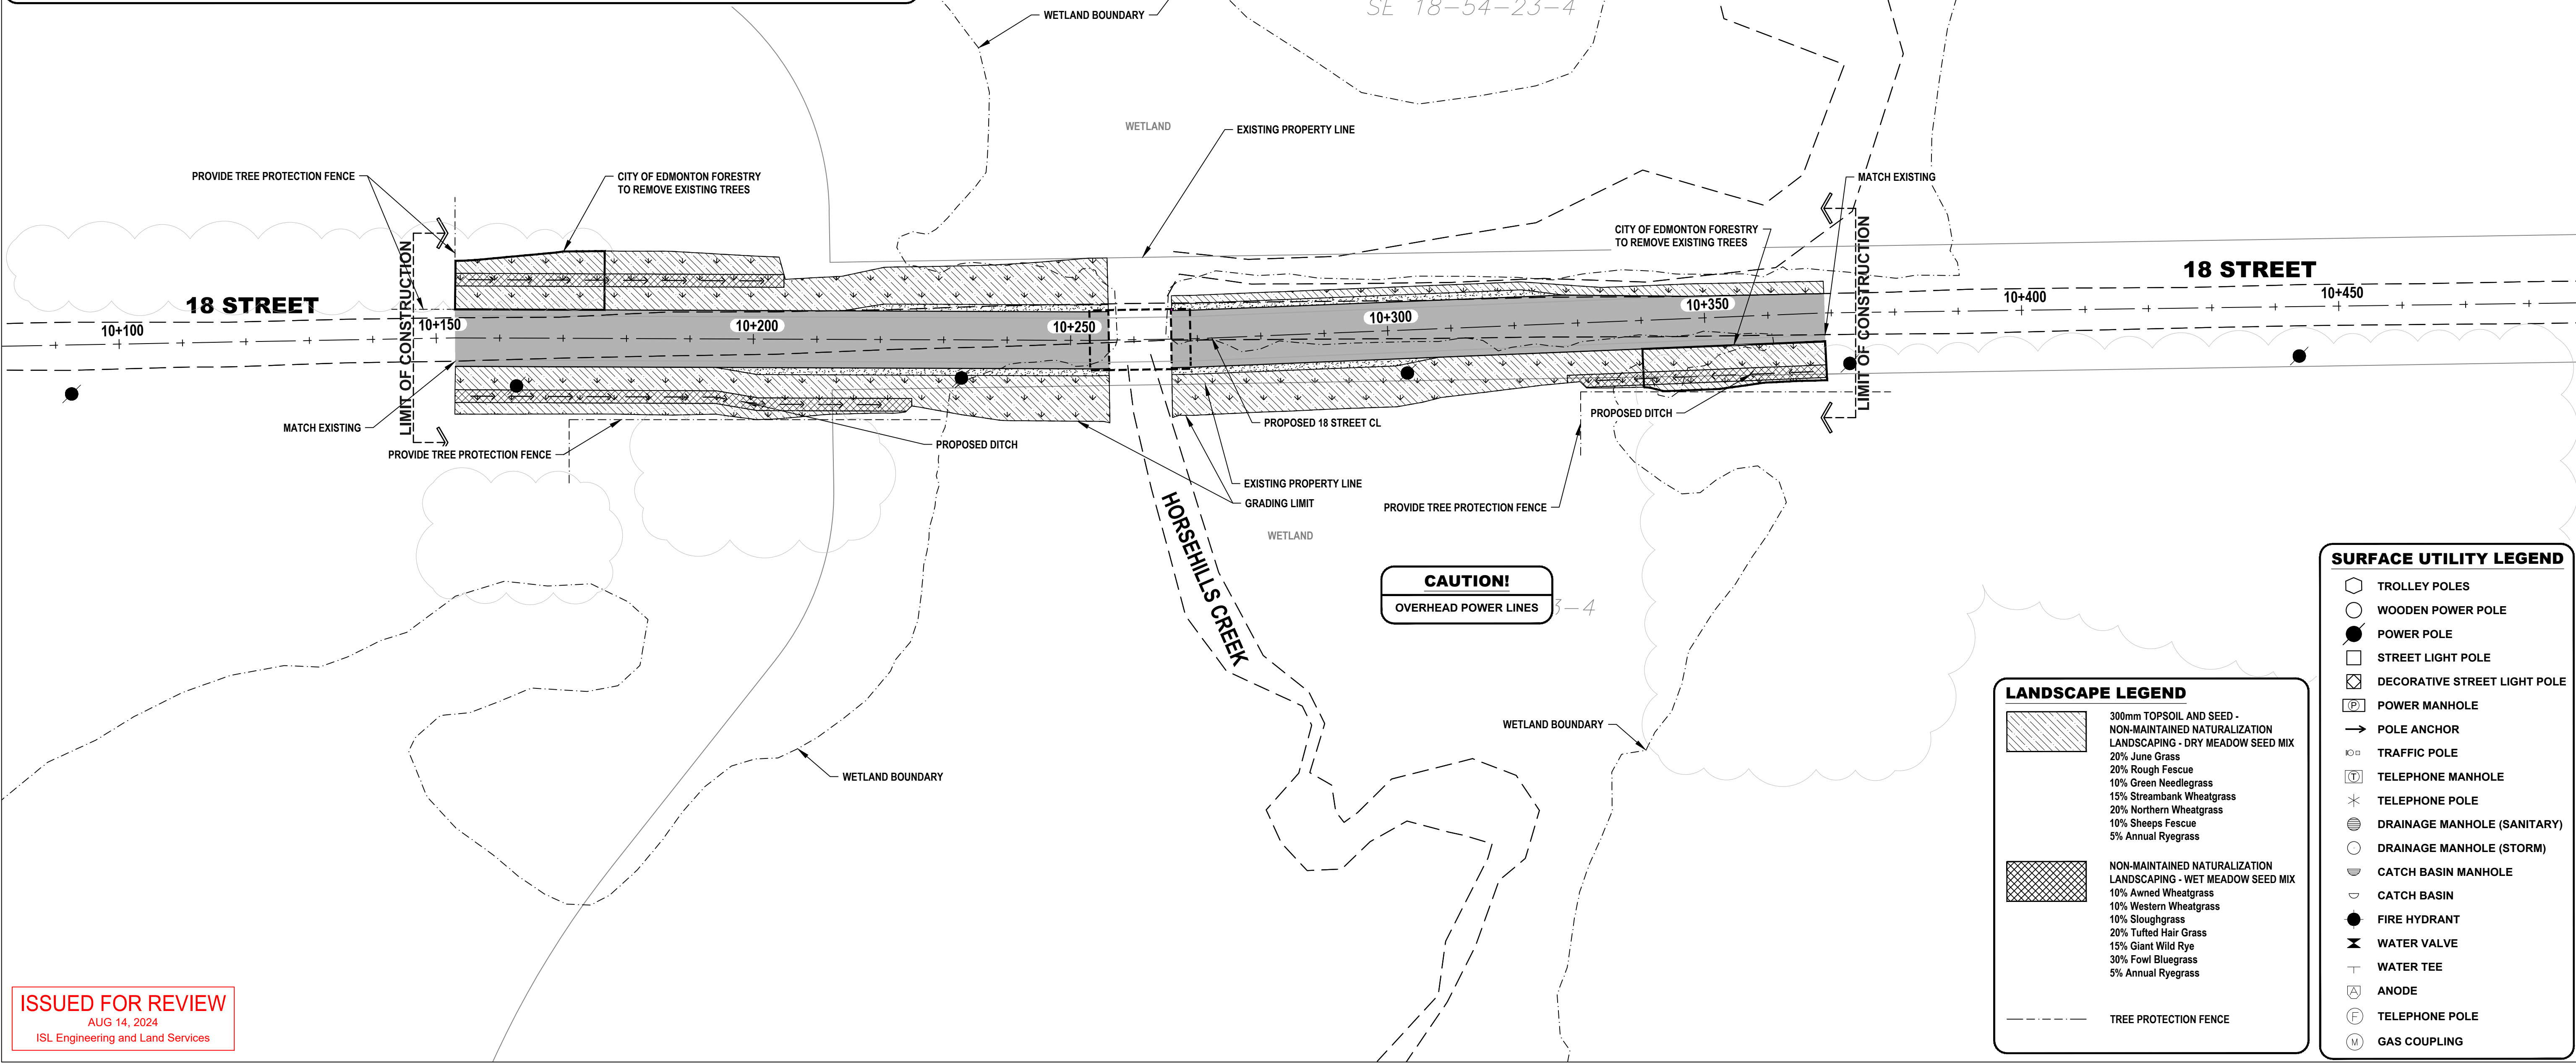 SE 18-54-23-4
WETLAND BOUNDARY
WETLAND
EXISTING PROPERTY LINE
PROVIDE TREE PROTECTION FENCE
CITY OF EDMONTON FORESTRY
TO REMOVE EXISTING TREES
MATCH EXISTING
CITY OF EDMONTON FORESTRY
TO REMOVE EXISTING TREES
LIMIT OF CONSTRUCTION
LIMIT OF CONSTRUCTION
18 STREET
18 STREET
10+100
10+150
10+200
10+250
10+300
10+350
10+400
10+450
MATCH EXISTING
PROVIDE TREE PROTECTION FENCE
PROPOSED DITCH
PROPOSED 18 STREET CL
PROPOSED DITCH
EXISTING PROPERTY LINE
GRADING LIMIT
PROVIDE TREE PROTECTION FENCE
WETLAND
HORSEHILLS CREEK
CAUTION!
OVERHEAD POWER LINES
3-4
WETLAND BOUNDARY
WETLAND BOUNDARY
ISSUED FOR REVIEW
AUG 14, 2024
ISL Engineering and Land Services
LANDSCAPE LEGEND
300mm TOPSOIL AND SEED -
NON-MAINTAINED NATURALIZATION
LANDSCAPING - DRY MEADOW SEED MIX
20% June Grass
20% Rough Fescue
10% Green Needlegrass
15% Streambank Wheatgrass
20% Northern Wheatgrass
10% Sheeps Fescue
5% Annual Ryegrass
NON-MAINTAINED NATURALIZATION
LANDSCAPING - WET MEADOW SEED MIX
10% Awned Wheatgrass
10% Western Wheatgrass
10% Sloughgrass
20% Tufted Hair Grass
15% Giant Wild Rye
30% Fowl Bluegrass
5% Annual Ryegrass
TREE PROTECTION FENCE
SURFACE UTILITY LEGEND
TROLLEY POLES
WOODEN POWER POLE
POWER POLE
STREET LIGHT POLE
DECORATIVE STREET LIGHT POLE
P POWER MANHOLE
POLE ANCHOR
TRAFFIC POLE
T TELEPHONE MANHOLE
TELEPHONE POLE
DRAINAGE MANHOLE (SANITARY)
DRAINAGE MANHOLE (STORM)
CATCH BASIN MANHOLE
CATCH BASIN
FIRE HYDRANT
WATER VALVE
WATER TEE
A ANODE
F TELEPHONE POLE
M GAS COUPLING